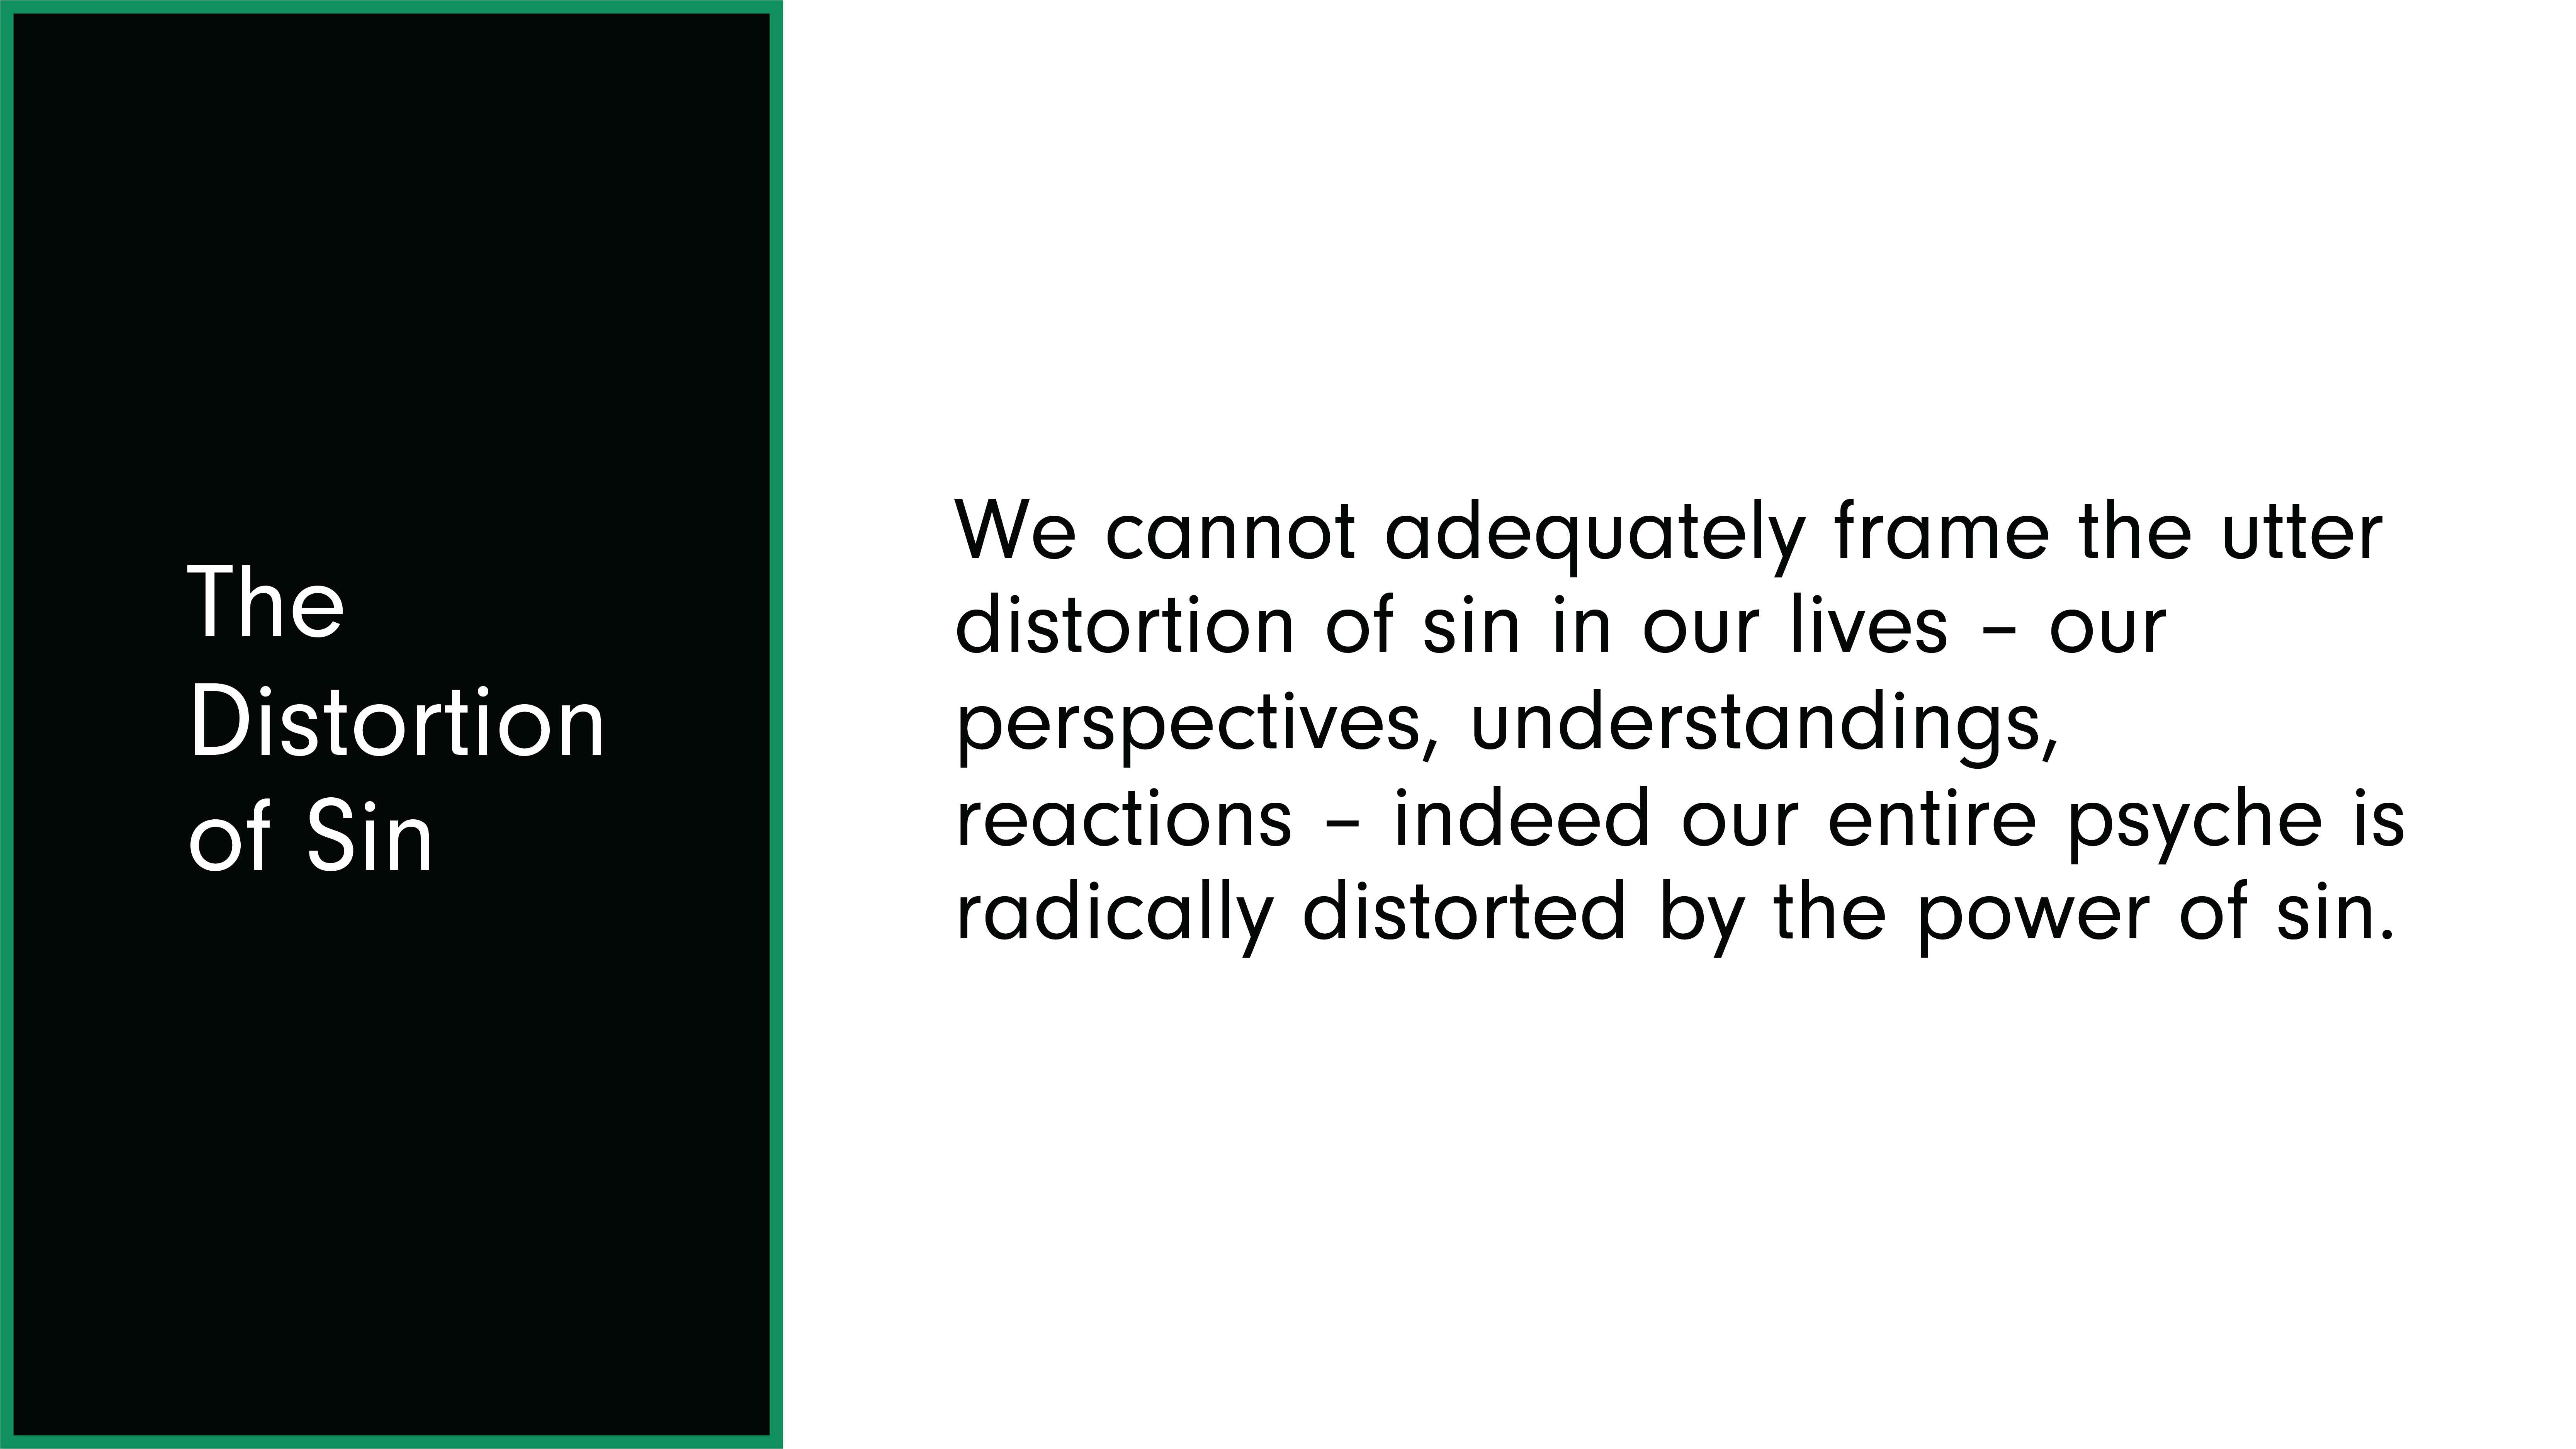 The
Distortion
of Sin
We cannot adequately frame the utter
distortion of sin in our lives – our
perspectives, understandings,
reactions – indeed our entire psyche is
radically distorted by the power of sin.